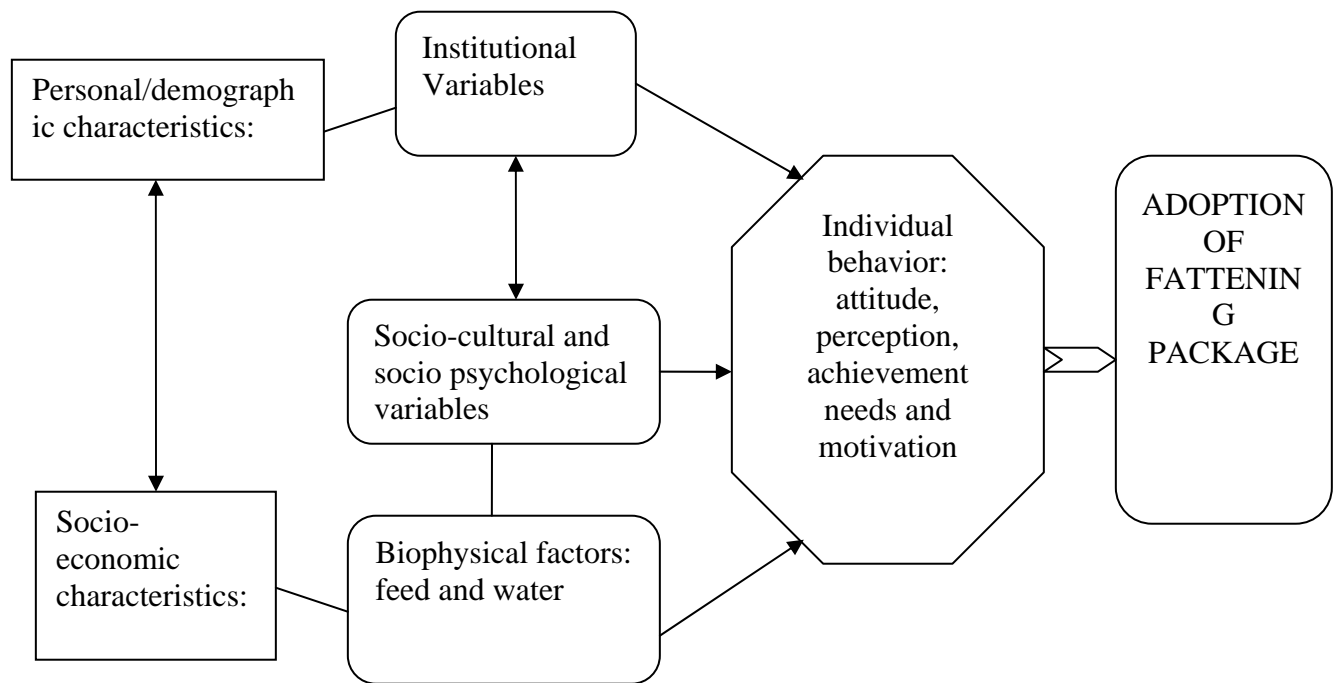 Personal/demograph
ic characteristics:
Institutional
Variables
Socio-cultural and
socio psychological
variables
Socio-
economic
characteristics:
Biophysical factors:
feed and water
Individual
behavior:
attitude,
perception,
achievement
needs and
motivation
ADOPTION
OF
FATTENIN
G
PACKAGE